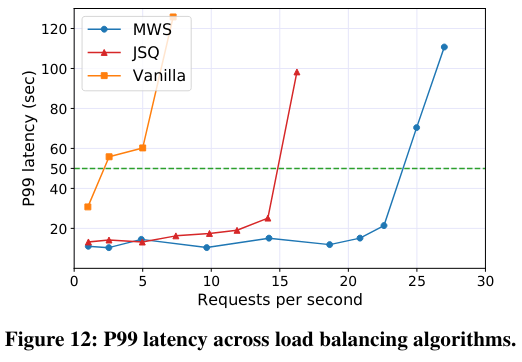 MWS
JSQ
Vanilla
120
100
80
60
50
40
20
P99 latency (sec)
0
5
10
15
20
25
30
Requests per second
Figure 12: P99 latency across load balancing algorithms.